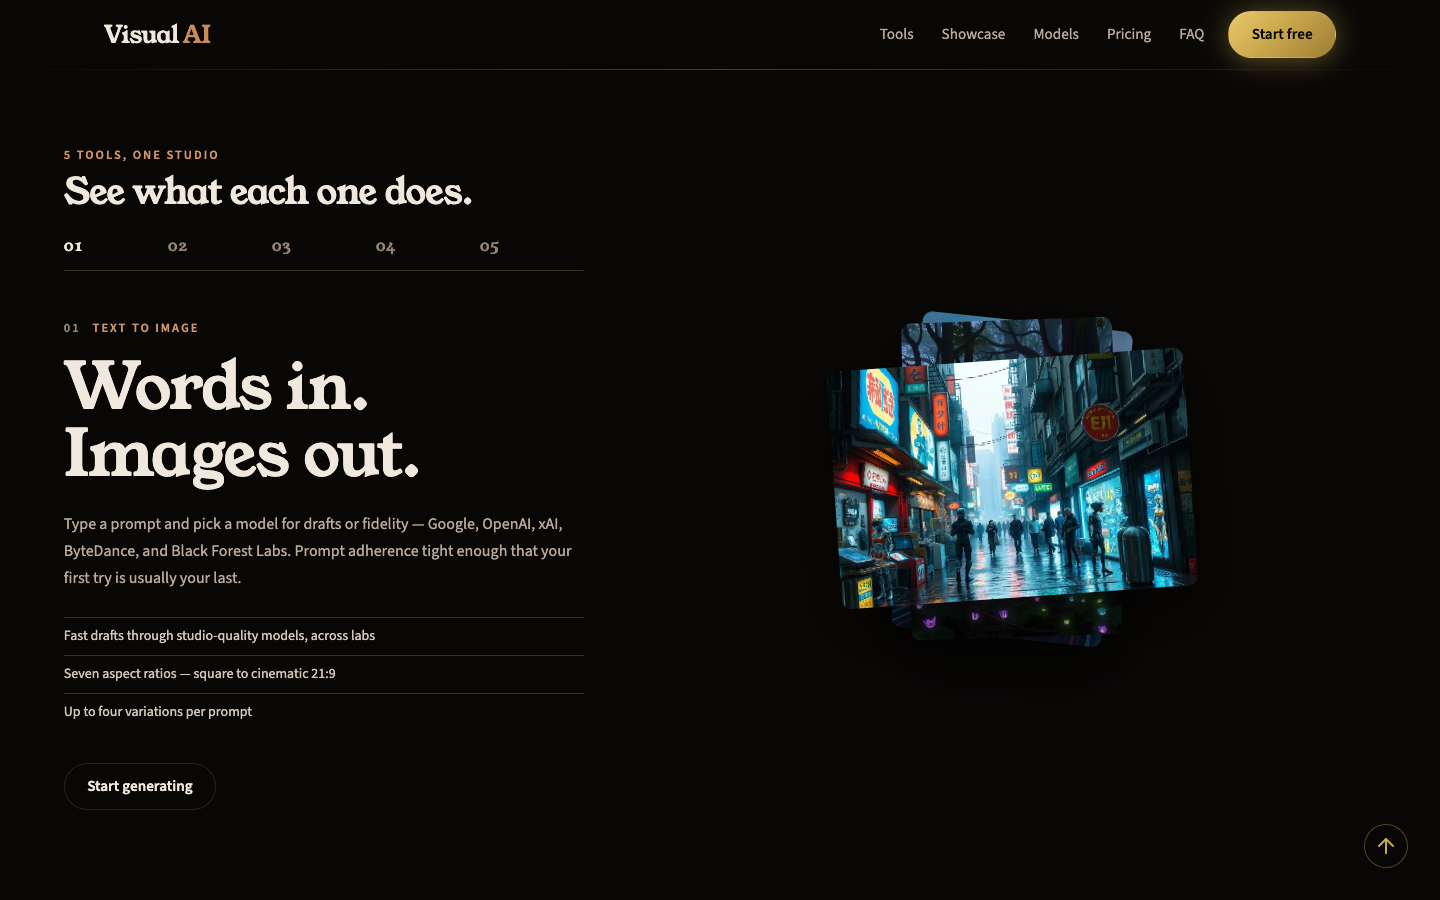 Visual AI
Tools
Showcase
Models
Pricing
FAQ
Start free
5 TOOLS, ONE STUDIO
See what each one does.
01 02 03 04 05
01 TEXT TO IMAGE
Words in.
Images out.
Type a prompt and pick a model for drafts or fidelity — Google, OpenAI, xAI,
ByteDance, and Black Forest Labs. Prompt adherence tight enough that your
first try is usually your last.
Fast drafts through studio-quality models, across labs
Seven aspect ratios — square to cinematic 21:9
Up to four variations per prompt
Start generating